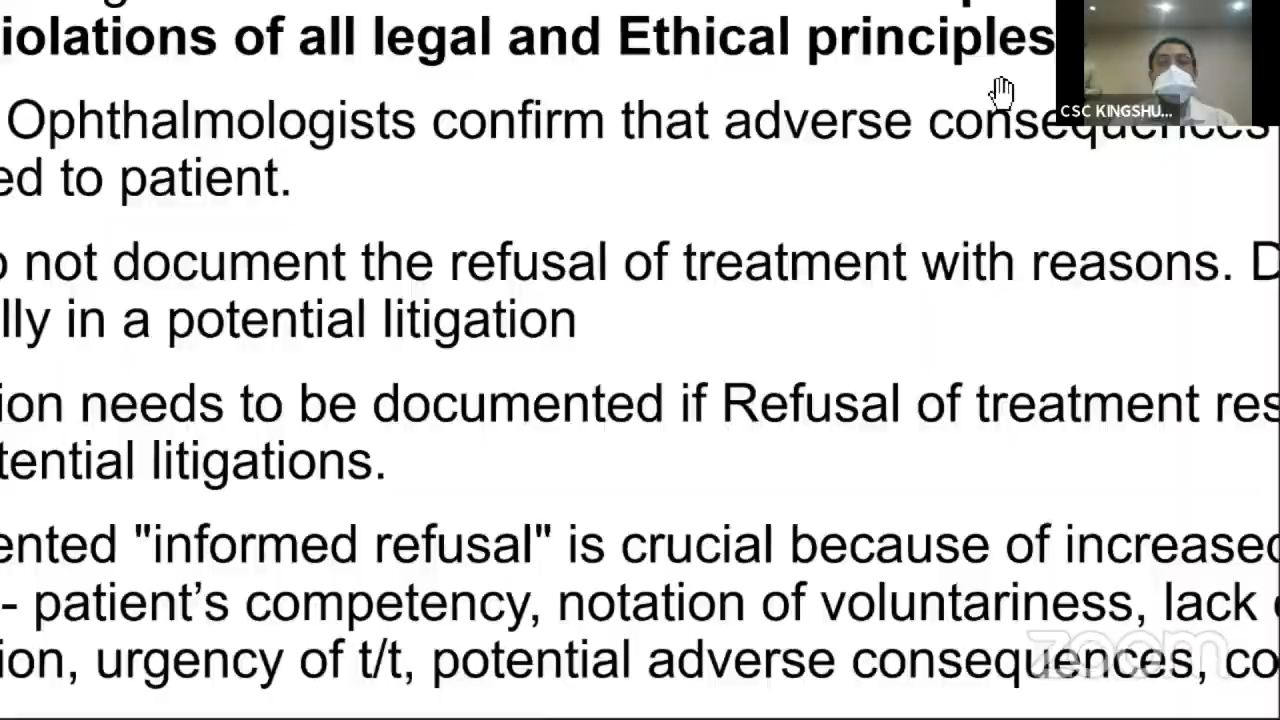 iolations of all legal and Ethical principles
Ophthalmologists confirm that adverse consequences
ed to patient.
not document the refusal of treatment with reasons. D
lly in a potential litigation
ion needs to be documented if Refusal of treatment res
tential litigations.
ented "informed refusal" is crucial because of increased
- patient’s competency, notation of voluntariness, lack
ion, urgency of t/t, potential adverse consequences, co
CSC KINGSHU...
zoom